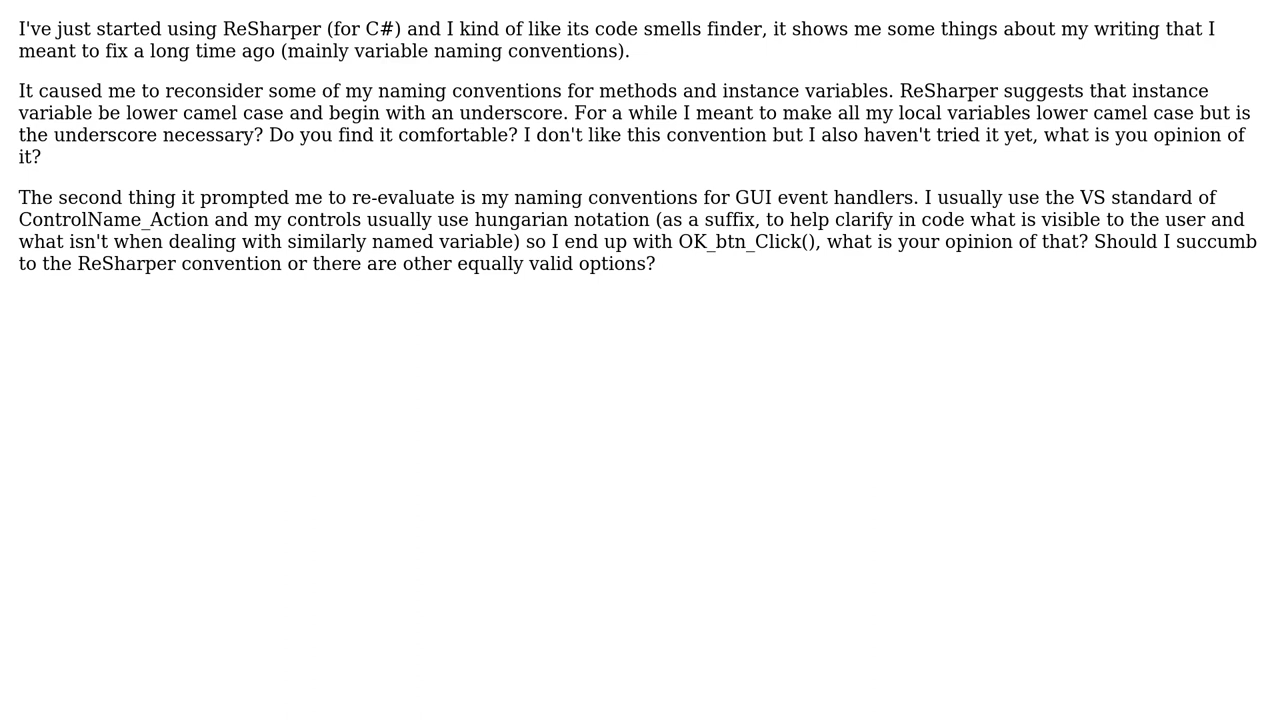 I've just started using ReSharper (for C#) and I kind of like its code smells finder, it shows me some things about my writing that I
meant to fix a long time ago (mainly variable naming conventions).
It caused me to reconsider some of my naming conventions for methods and instance variables. ReSharper suggests that instance
variable be lower camel case and begin with an underscore. For a while I meant to make all my local variables lower camel case but is
the underscore necessary? Do you find it comfortable? I don't like this convention but I also haven't tried it yet, what is you opinion of
it?
The second thing it prompted me to re-evaluate is my naming conventions for GUI event handlers. I usually use the VS standard of
ControlName_Action and my controls usually use hungarian notation (as a suffix, to help clarify in code what is visible to the user and
what isn't when dealing with similarly named variable) so I end up with OK_btn_Click(), what is your opinion of that? Should I succumb
to the ReSharper convention or there are other equally valid options?